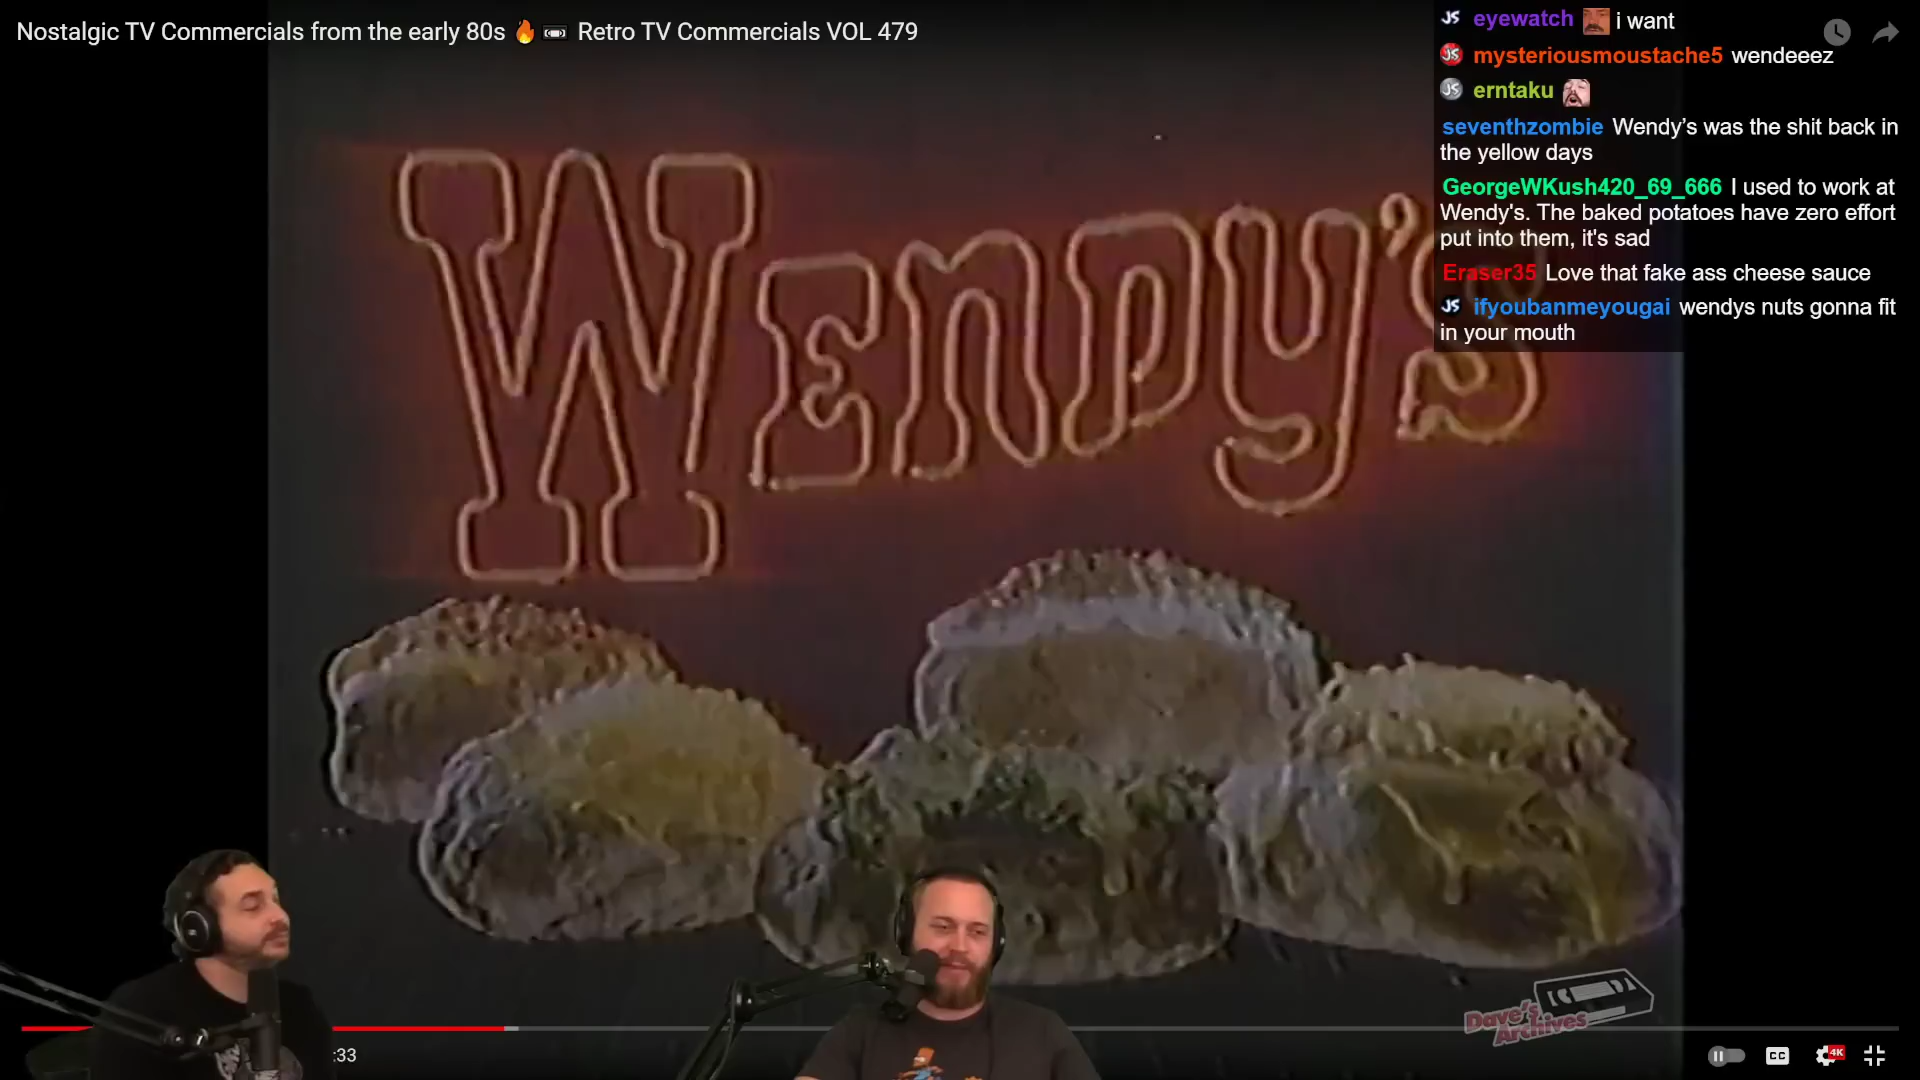 Nostalgic TV Commercials from the early 80s 🔥📼 Retro TV Commercials VOL 479
eyewatch i want
mysteriousmoustache5 wendeeez
erntaku
seventhzombie Wendy’s was the shit back in
the yellow days
GeorgeWKush420_69_666 I used to work at
Wendy's. The baked potatoes have zero effort
put into them, it's sad
Eraser35 Love that fake ass cheese sauce
ifyoubanmeyougai wendys nuts gonna fit
in your mouth
WENDY'S
Dave's
Archives
:33
CC
4K